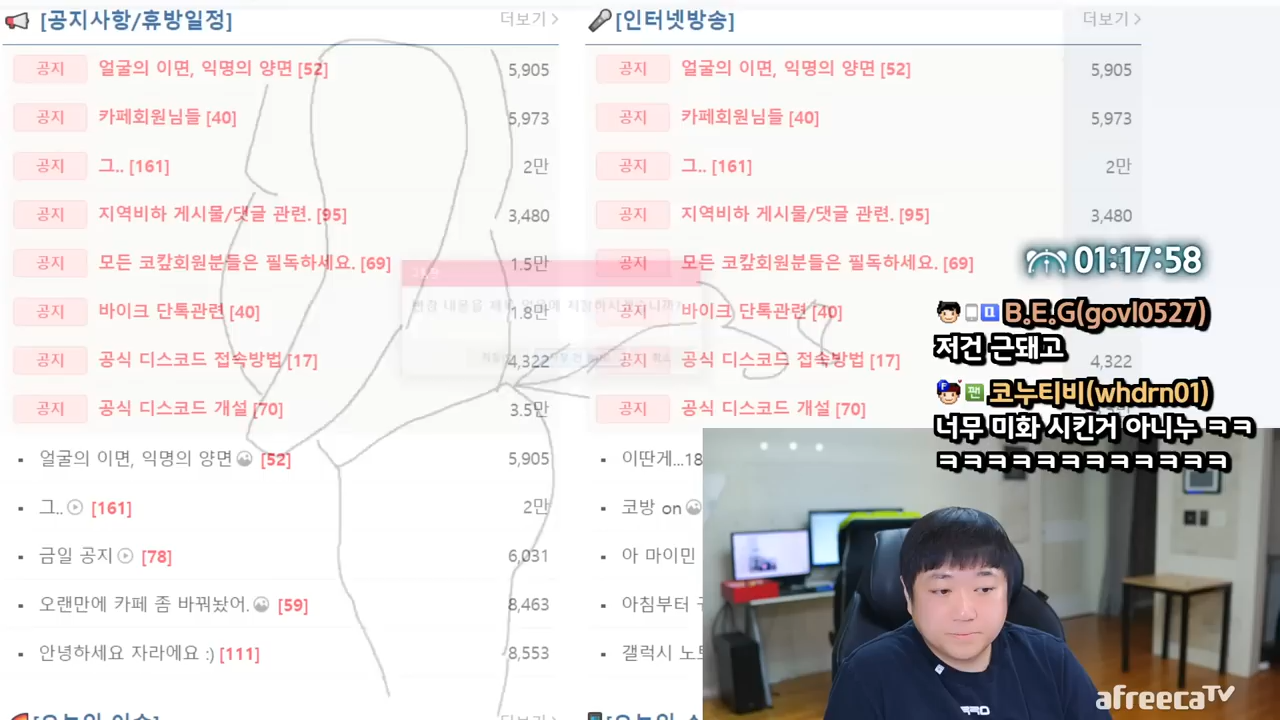 [공지사항/휴방일정]
더보기 >
공지 얼굴의 이면, 익명의 양면 [52] 5,905
공지 카페회원님들 [40] 5,973
공지 그.. [161] 2만
공지 지역비하 게시물/댓글 관련. [95] 3,480
공지 모든 코캎회원분들은 필독하세요. [69] 1.5만
공지 바이크 단톡관련 [40] 1.8만
공지 공식 디스코드 접속방법 [17] 4,322
공지 공식 디스코드 개설 [70] 3.5만
얼굴의 이면, 익명의 양면 [52] 5,905
그.. [161] 2만
금일 공지 [78] 6,031
오랜만에 카페 좀 바꿔놨어. [59] 8,463
안녕하세요 자라에요 :) [111] 8,553
[인터넷방송]
더보기 >
공지 얼굴의 이면, 익명의 양면 [52] 5,905
공지 카페회원님들 [40] 5,973
공지 그.. [161] 2만
공지 지역비하 게시물/댓글 관련. [95] 3,480
공지 모든 코캎회원분들은 필독하세요. [69]
공지 바이크 단톡관련 [40]
공지 공식 디스코드 접속방법 [17] 4,322
공지 공식 디스코드 개설 [70]
이딴게...18
코방 on
아 마이민
아침부터
갤럭시 노트
01:17:58
B.E.G(govl0527)
저건 근돼고
코누티비(whdrn01)
너무 미화 시킨거 아니누 ㅋㅋ
ㅋㅋㅋㅋㅋㅋㅋㅋㅋㅋㅋㅋ
afreecaTV